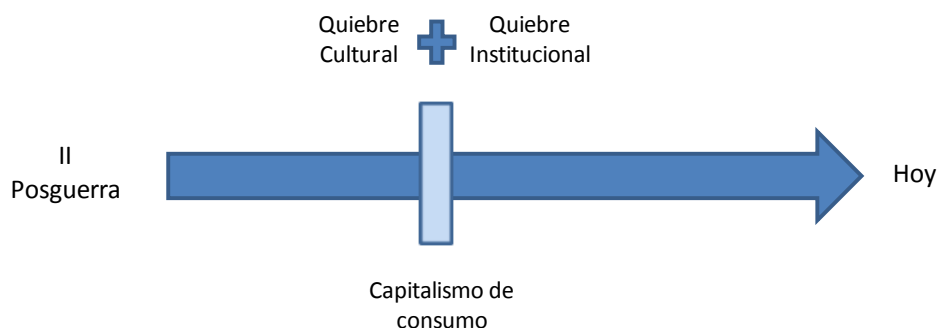 Quiebre
Cultural
Quiebre
Institucional
II
Posguerra
Hoy
Capitalismo de
consumo